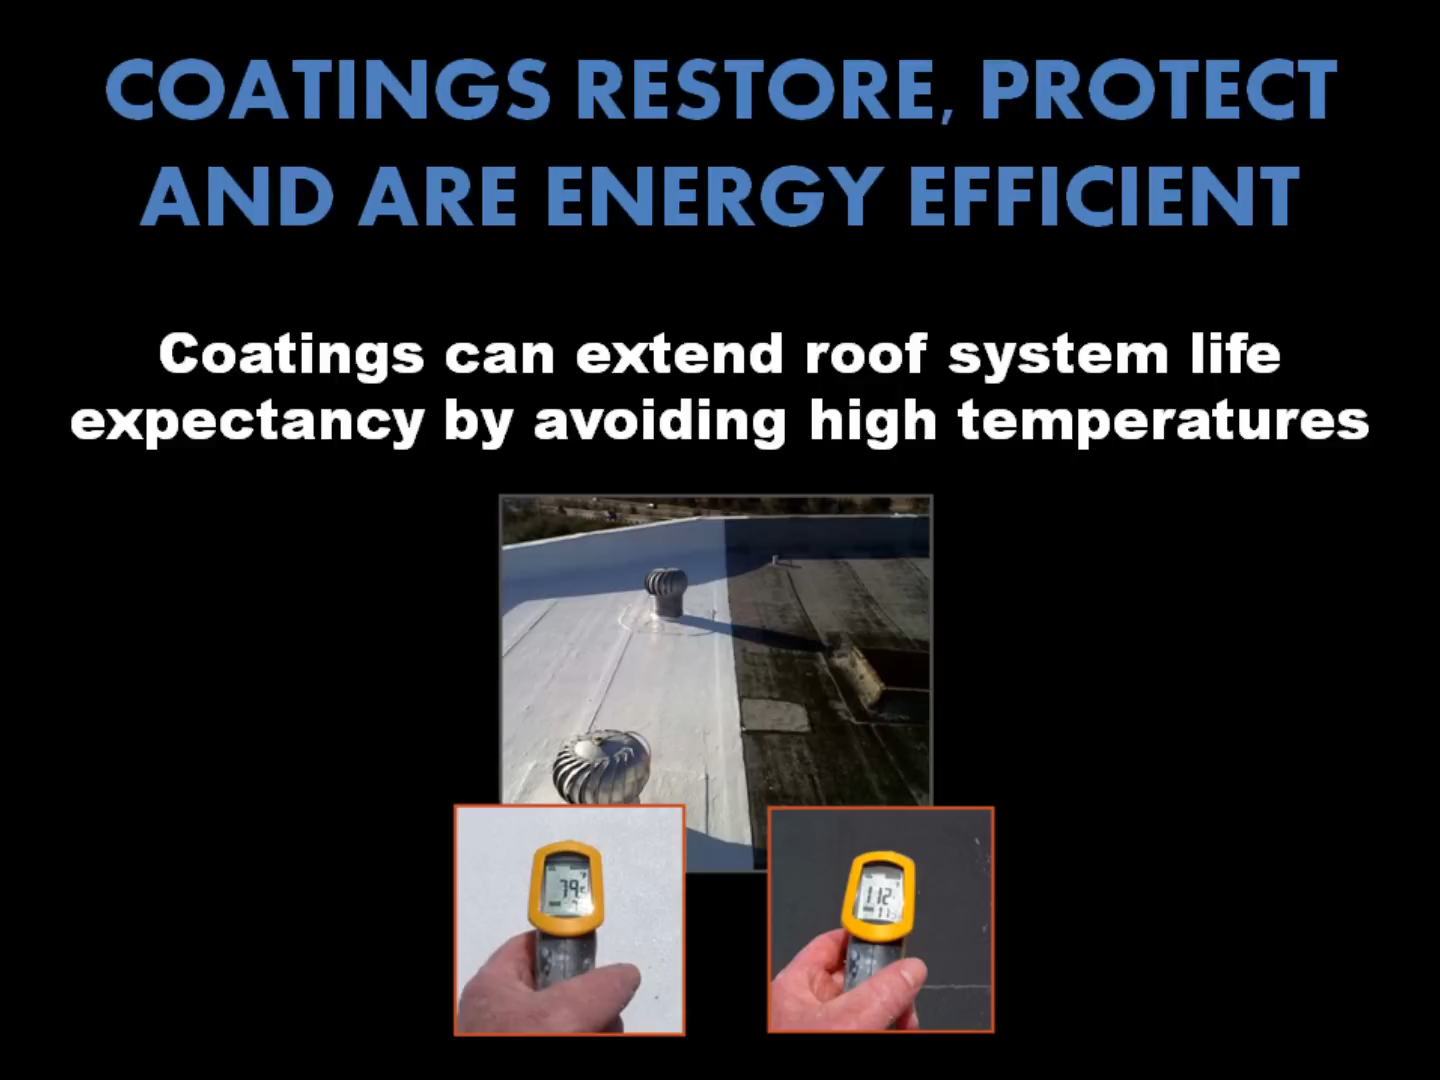 COATINGS RESTORE, PROTECT
AND ARE ENERGY EFFICIENT
Coatings can extend roof system life
expectancy by avoiding high temperatures
112